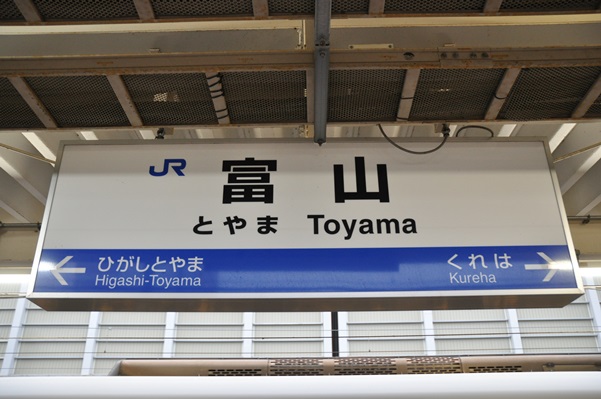 JR 富山
とやま Toyama
← ひがしとやま くれは →
Higashi-Toyama Kureha